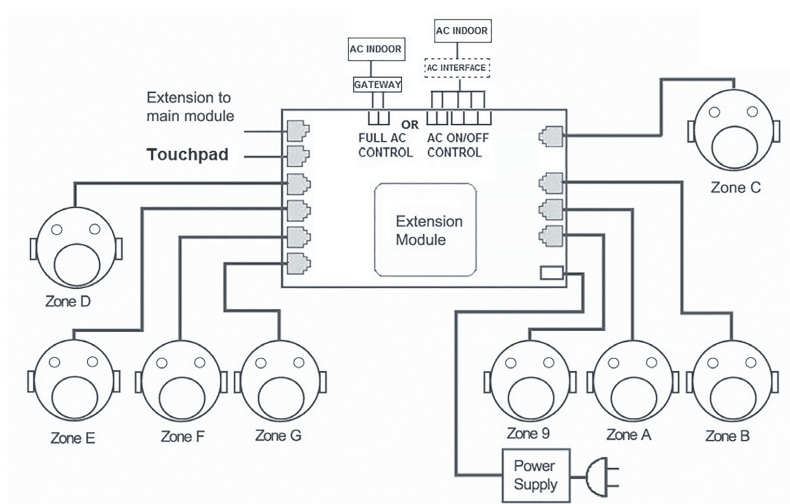 AC INDOOR
AC INDOOR
AC INTERFACE
GATEWAY
Extension to
main module
OR
FULL AC
CONTROL
AC ON/OFF
CONTROL
Touchpad
Zone C
Extension
Module
Zone D
Zone E
Zone F
Zone G
Zone 9
Zone A
Zone B
Power
Supply